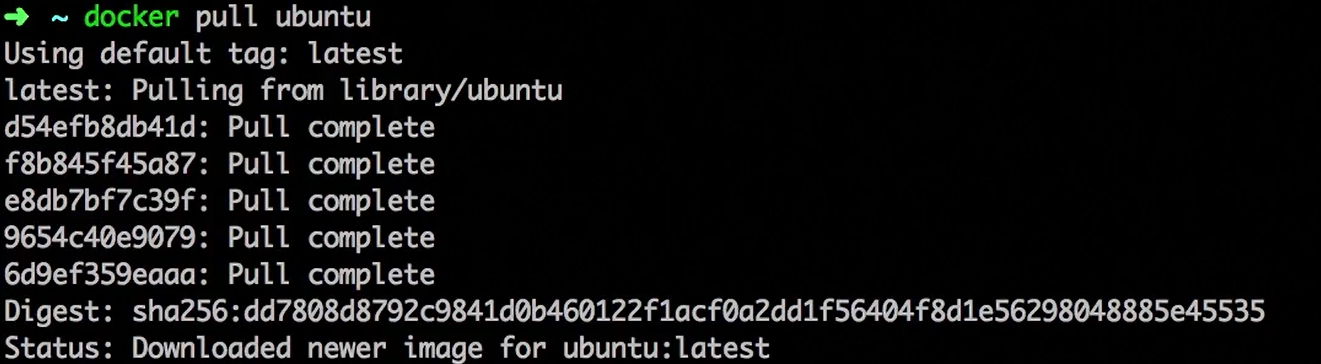 ➜ ~ docker pull ubuntu
Using default tag: latest
latest: Pulling from library/ubuntu
d54efb8db41d: Pull complete
f8b845f45a87: Pull complete
e8db7bf7c39f: Pull complete
9654c40e9079: Pull complete
6d9ef359eaaa: Pull complete
Digest: sha256:dd7808d8792c9841d0b460122f1acf0a2dd1f56404f8d1e56298048885e45535
Status: Downloaded newer image for ubuntu:latest